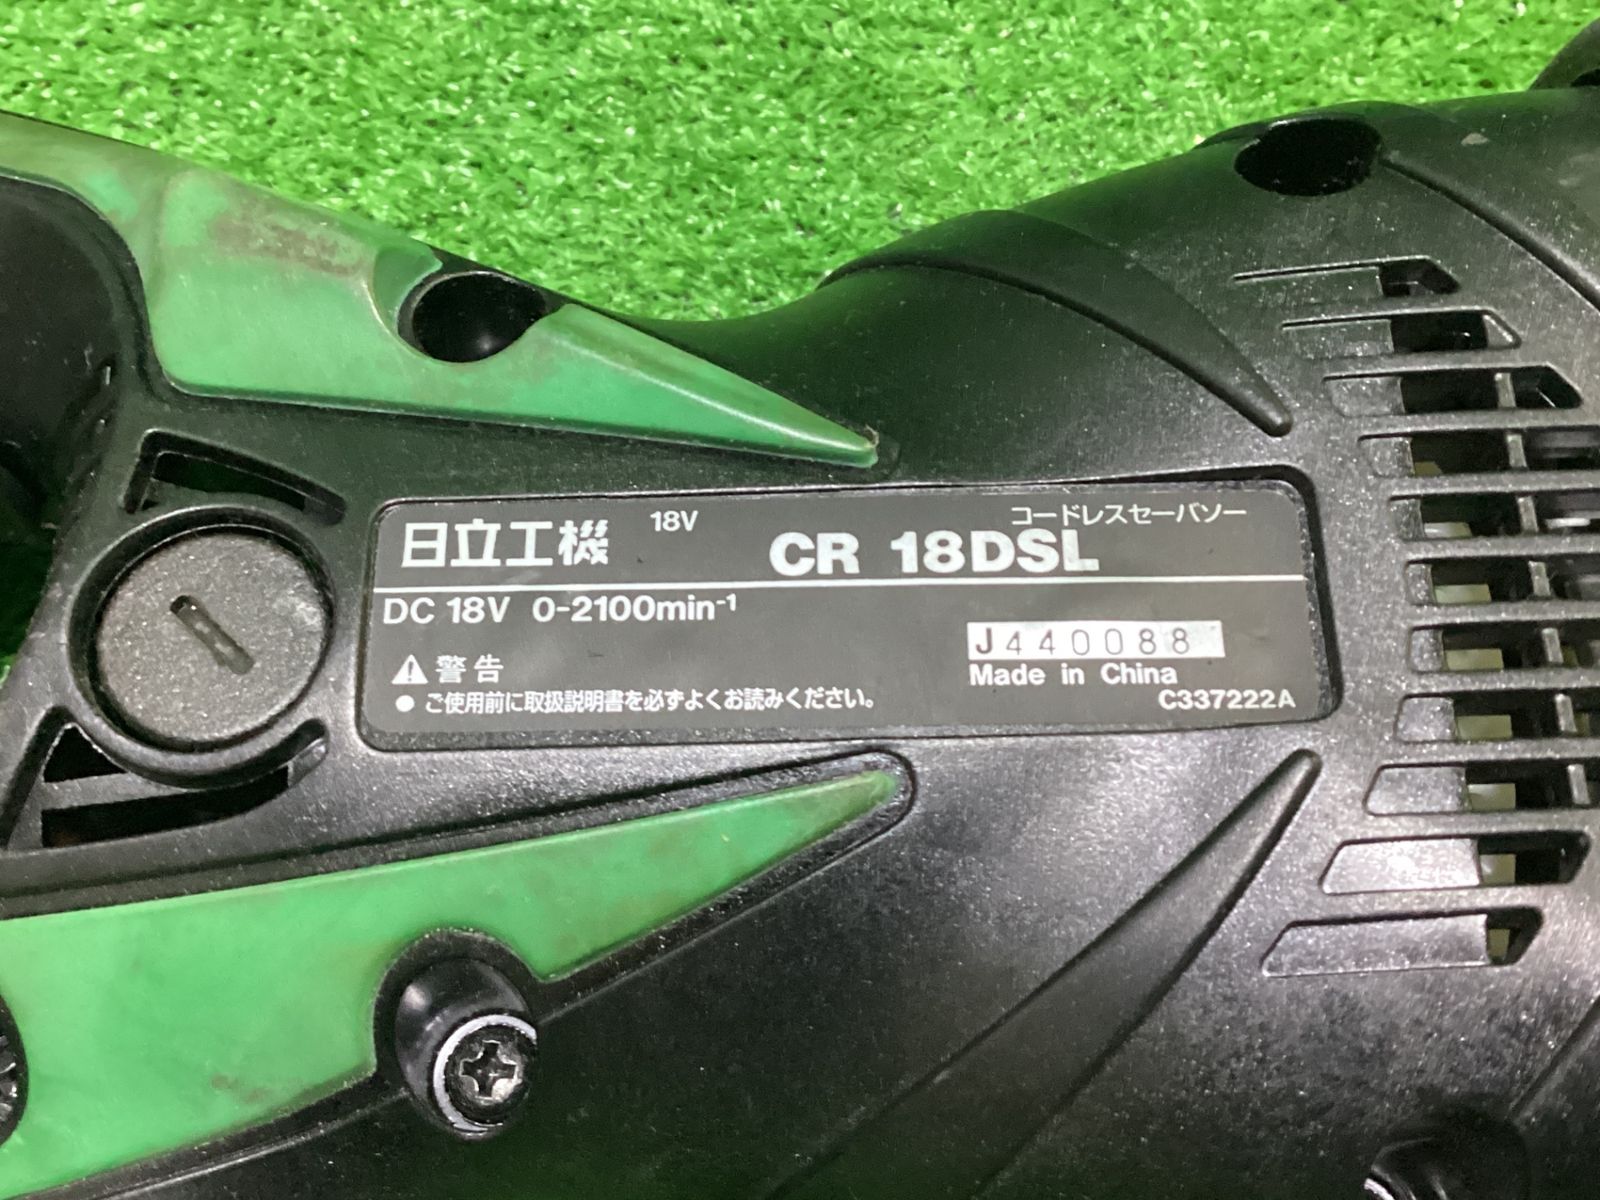 コードレスセーバソー
日立工機 18V CR 18DSL
DC 18V 0-2100min⁻¹
J440088
⚠警告
Made in China
● ご使用前に取扱説明書を必ずよくお読みください。
C337222A